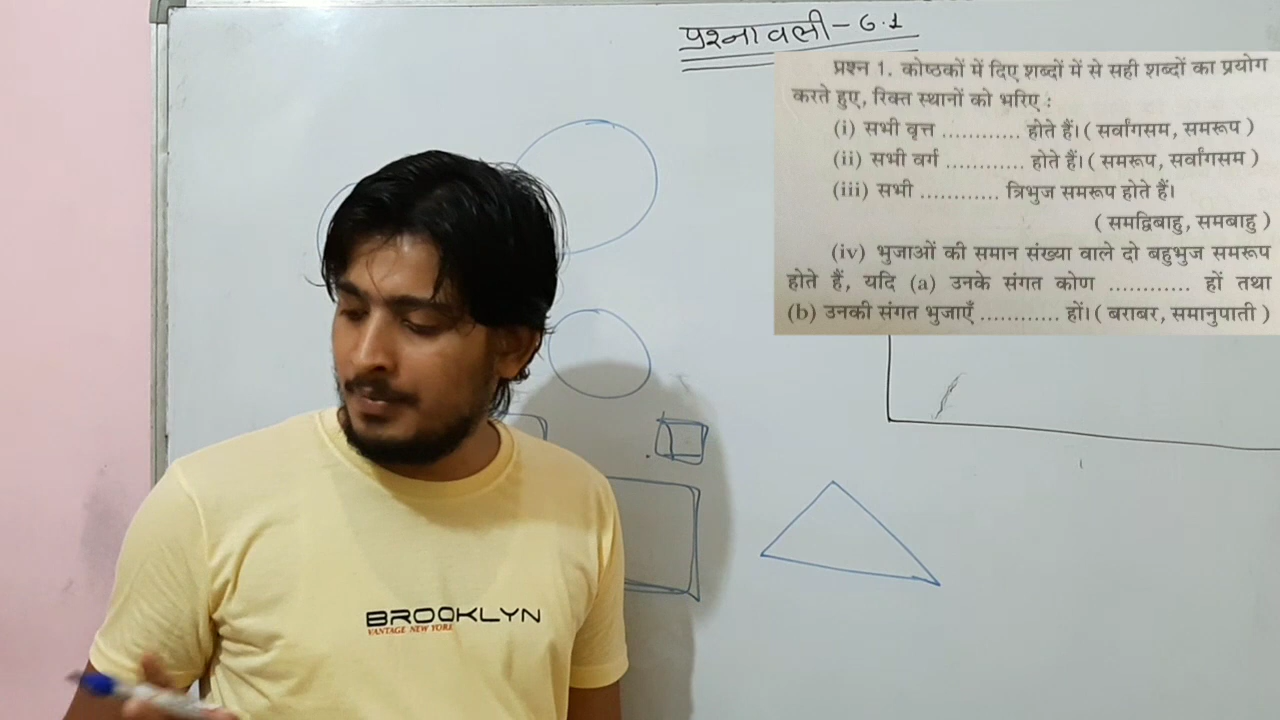 प्रश्नावली - 6.1
प्रश्न 1. कोष्ठकों में दिए शब्दों में से सही शब्दों का प्रयोग
करते हुए, रिक्त स्थानों को भरिए :
(i) सभी वृत्त ............ होते हैं। ( सर्वांगसम, समरूप )
(ii) सभी वर्ग ............ होते हैं। ( समरूप, सर्वांगसम )
(iii) सभी ............ त्रिभुज समरूप होते हैं।
( समद्विबाहु, समबाहु )
(iv) भुजाओं की समान संख्या वाले दो बहुभुज समरूप
होते हैं, यदि (a) उनके संगत कोण ............ हों तथा
(b) उनकी संगत भुजाएँ ............ हों। ( बराबर, समानुपाती )
BROOKLYN
VANTAGE NEW YORK